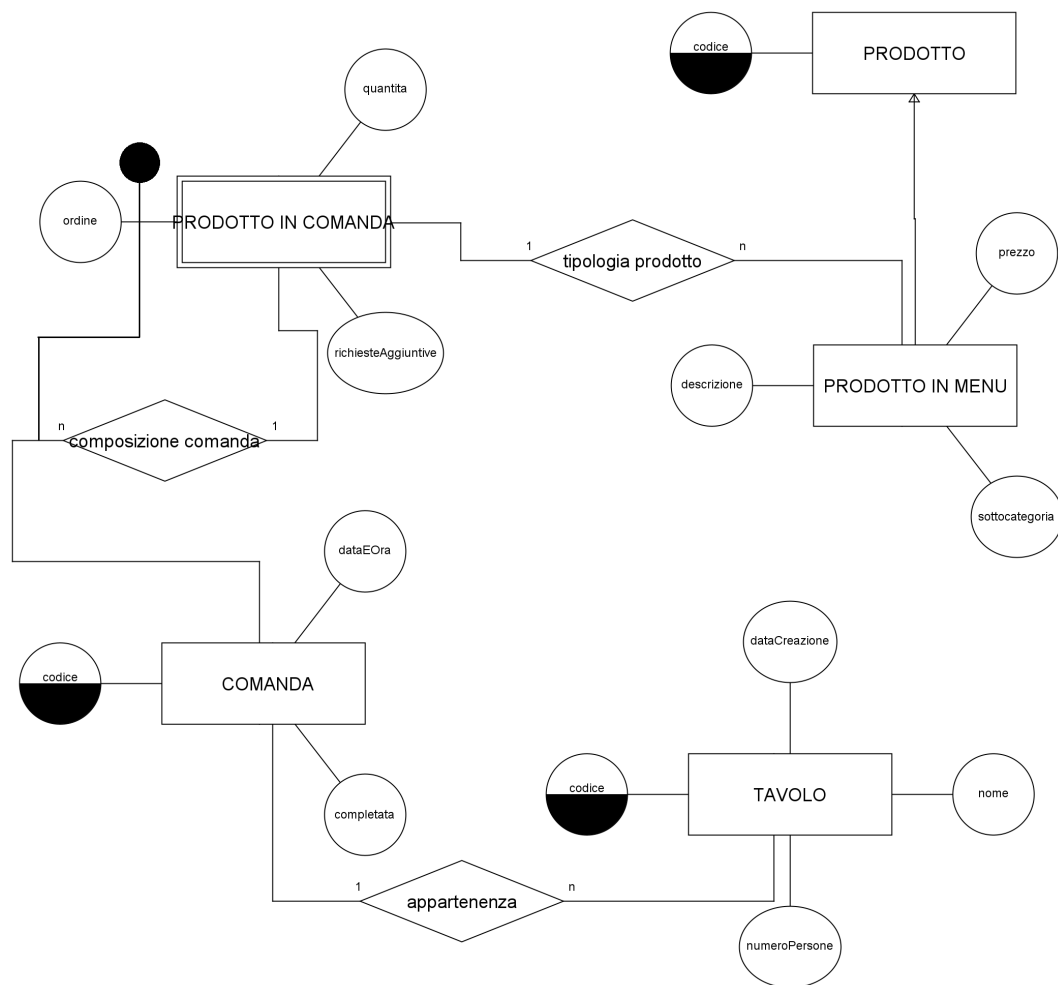 codice
PRODOTTO
quantita
ordine
PRODOTTO IN COMANDA
1
tipologia prodotto
n
prezzo
richiesteAggiuntive
descrizione
PRODOTTO IN MENU
n
composizione comanda
1
sottocategoria
dataEOra
dataCreazione
codice
COMANDA
codice
TAVOLO
nome
completata
1
appartenenza
n
numeroPersone